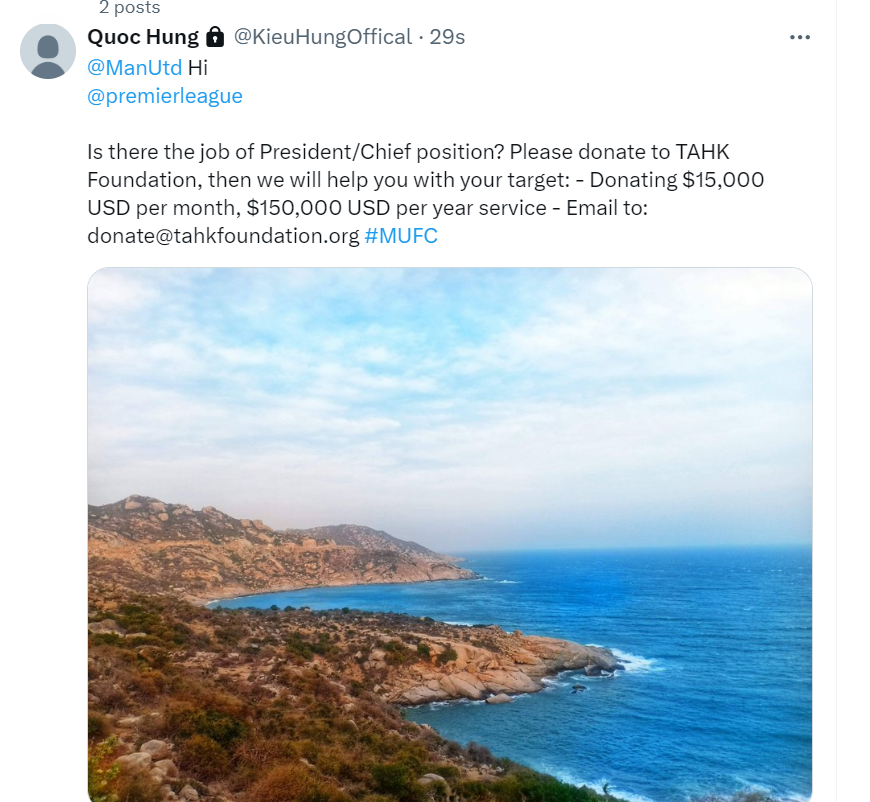 2 posts
Quoc Hung @KieuHungOffical · 29s
@ManUtd Hi
@premierleague
Is there the job of President/Chief position? Please donate to TAHK
Foundation, then we will help you with your target: - Donating $15,000
USD per month, $150,000 USD per year service - Email to:
donate@tahkfoundation.org #MUFC